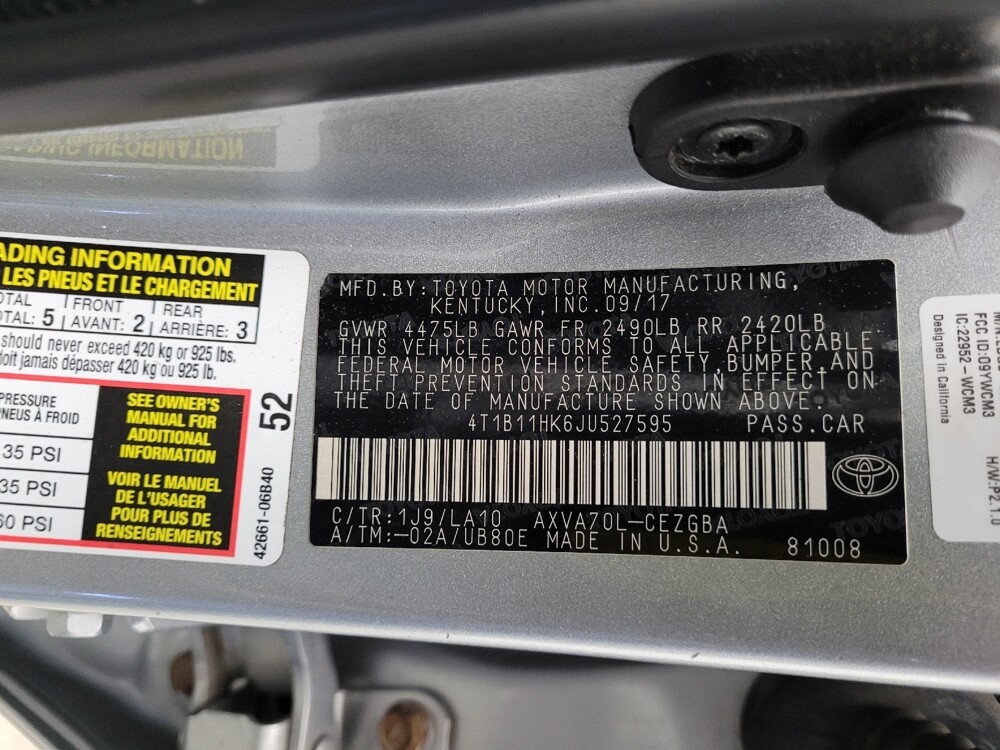 ADING INFORMATION
LES PNEUS ET LE CHARGEMENT
OTAL FRONT REAR
OTAL: 5 AVANT: 2 ARRIÈRE: 3
should never exceed 420 kg or 925 lbs.
doit jamais dépasser 420 kg ou 925 lb.
PRESSURE
PNEUS À FROID
35 PSI
35 PSI
60 PSI
SEE OWNER'S
MANUAL FOR
ADDITIONAL
INFORMATION
VOIR LE MANUEL
DE L'USAGER
POUR PLUS DE
RENSEIGNEMENTS
52
42661-06B40
MFD.BY:TOYOTA MOTOR MANUFACTURING,
KENTUCKY, INC.09/17
GVWR 4475LB GAWR FR 2490LB RR 2420LB
THIS VEHICLE CONFORMS TO ALL APPLICABLE
FEDERAL MOTOR VEHICLE SAFETY,BUMPER,AND
THEFT PREVENTION STANDARDS IN EFFECT ON
THE DATE OF MANUFACTURE SHOWN ABOVE.
4T1B11HK6JU527595 PASS.CAR
C/TR:1J9/LA10 AXVA70L-CEZGBA
A/TM:-02A/UB80E MADE IN U.S.A. 81008
FCC ID:O9YWCM3
IC:22952-WCM3
Designed in California
H/W-P2.1.0